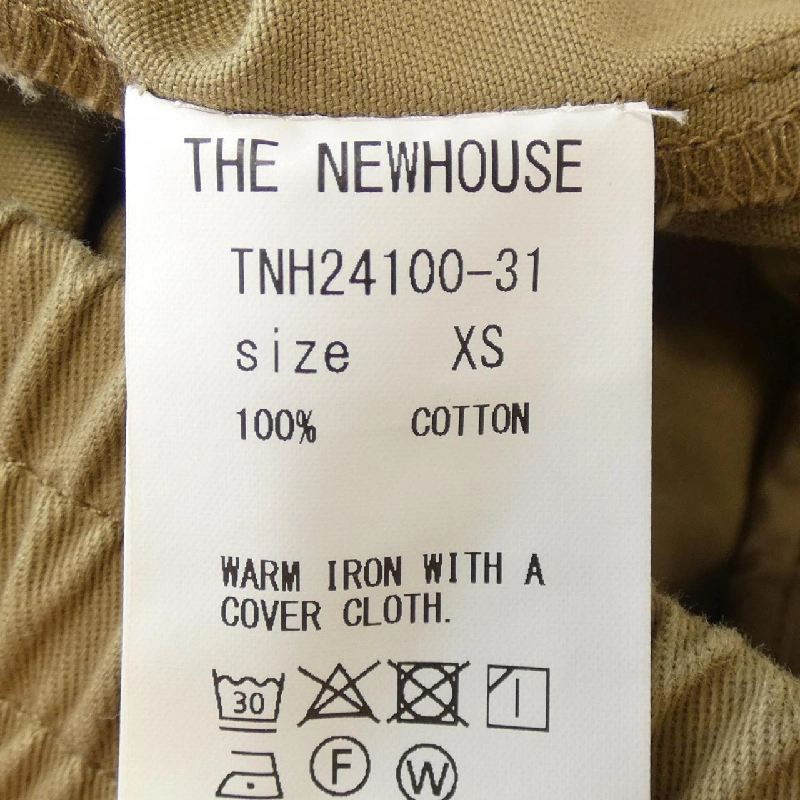 THE NEWHOUSE
TNH24100-31
size XS
100% COTTON
WARM IRON WITH A
COVER CLOTH.
30
F W